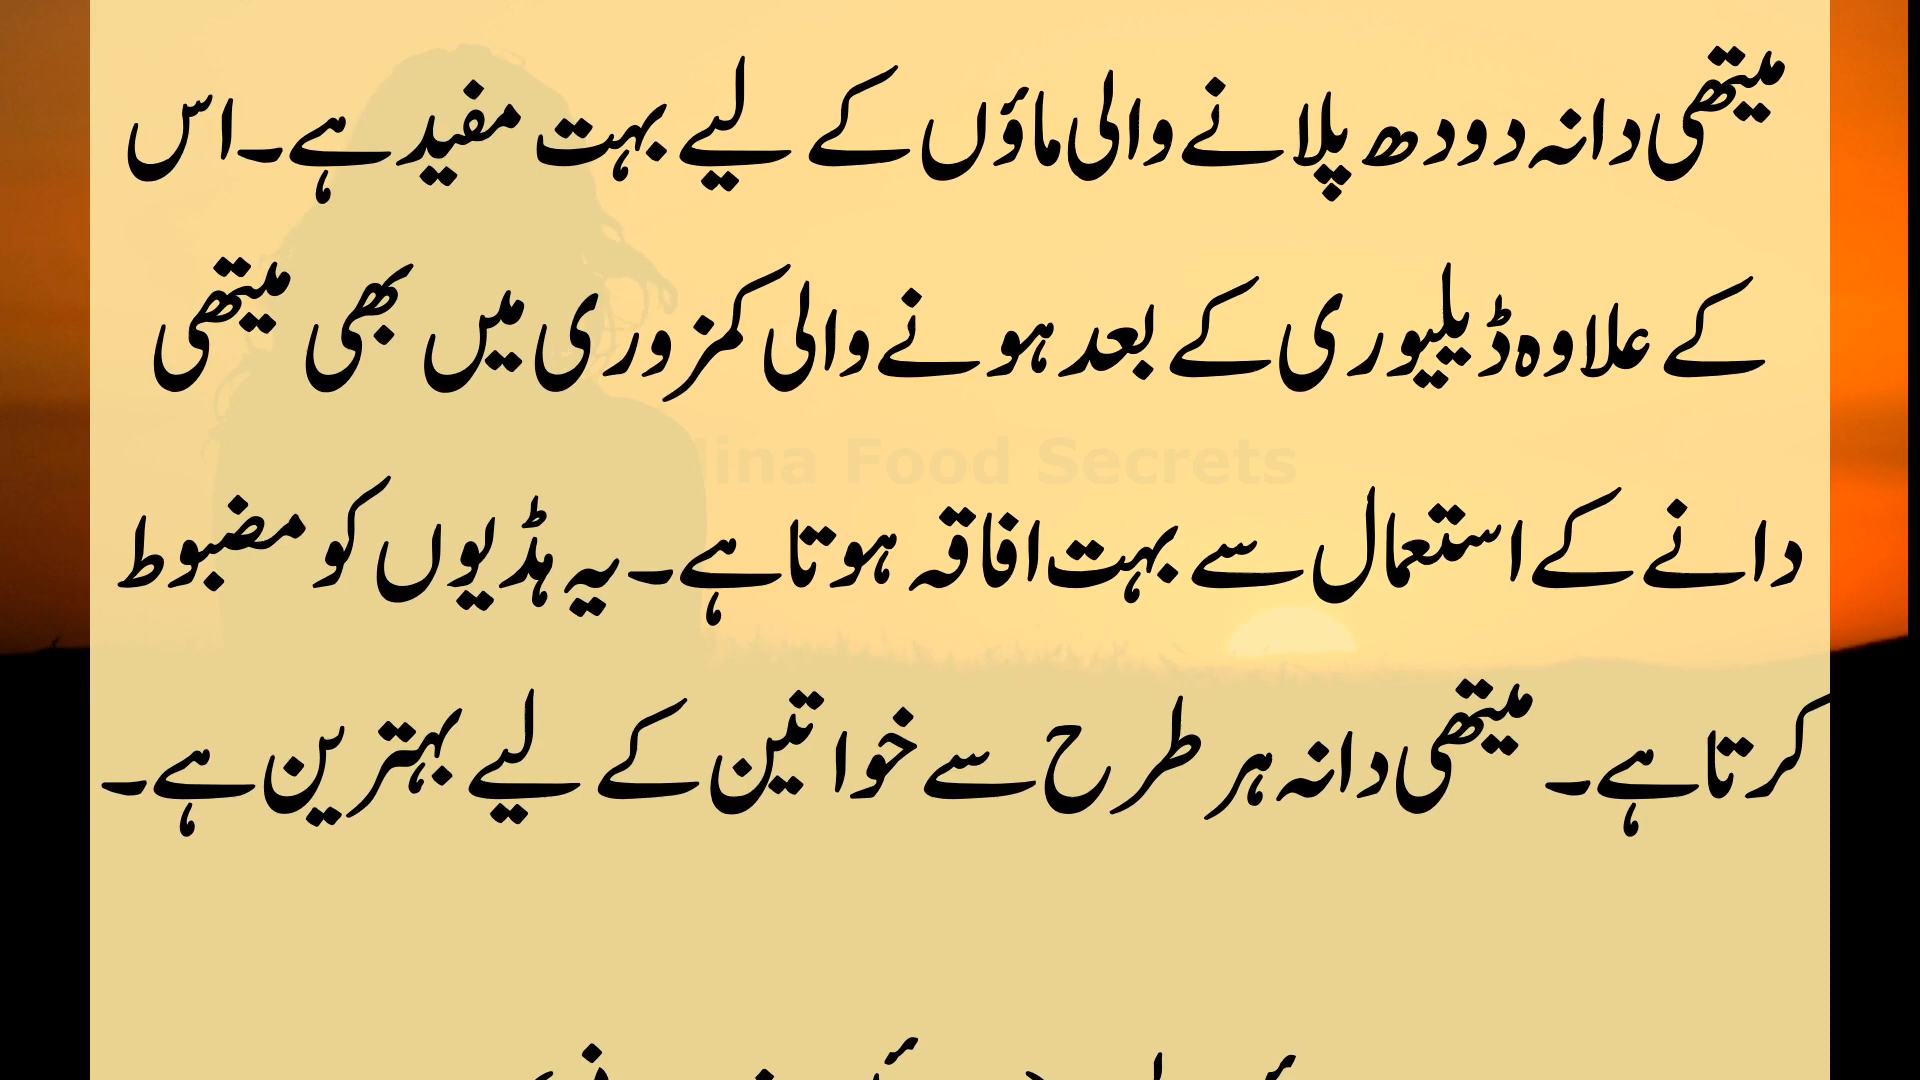 میتھی دانہ دودھ پلانے والی ماؤں کے لیے بہت مفید ہے۔اس
کے علاوہ ڈیلیوری کے بعد ہونے والی کمزوری میں بھی میتھی
Food Secrets
دانے کے استعمال سے بہت افاقہ ہوتا ہے۔یہ ہڈیوں کو مضبوط
کرتا ہے۔میتھی دانہ ہر طرح سے خواتین کے لیے بہترین ہے۔